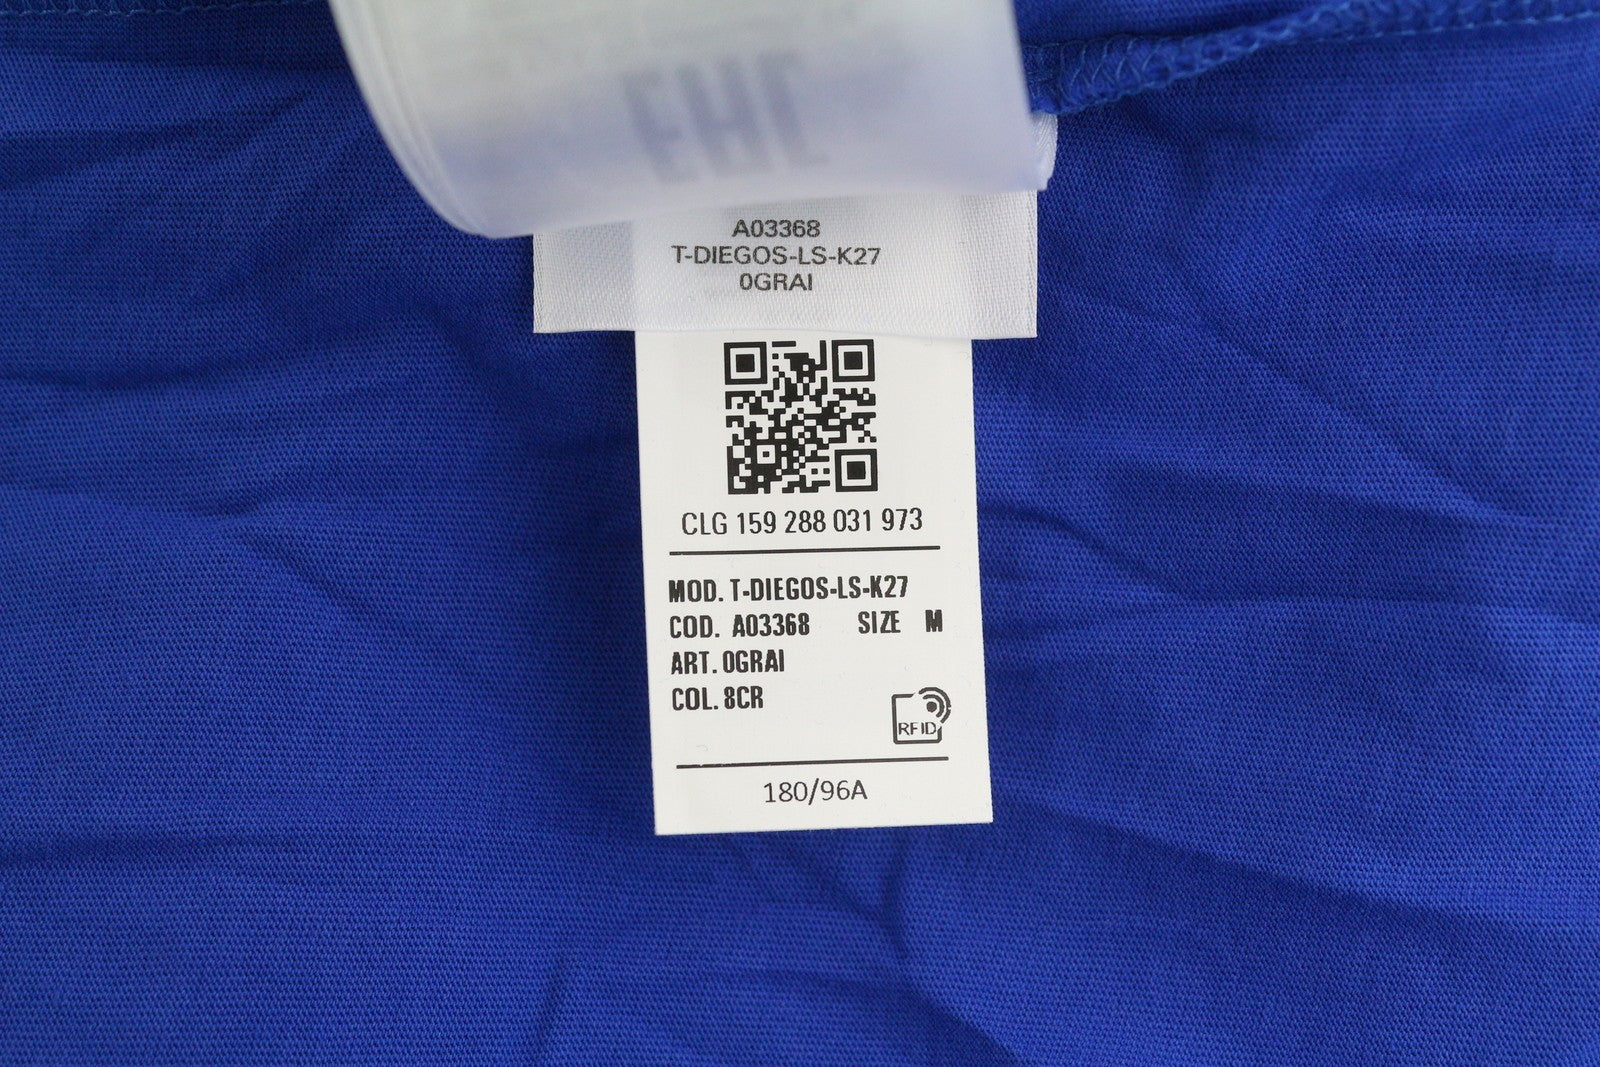 EAC
A03368
T-DIEGOS-LS-K27
0GRAI
CLG 159 288 031 973
MOD. T-DIEGOS-LS-K27
COD. A03368 SIZE M
ART. 0GRAI
COL. 8CR
RFID
180/96A